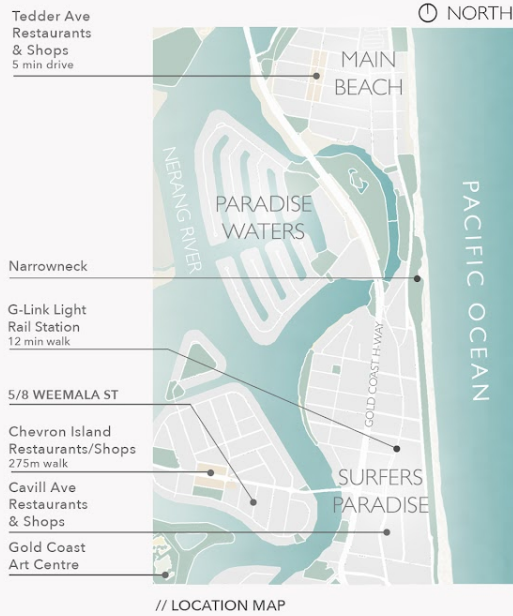 NORTH
Tedder Ave
Restaurants
& Shops
5 min drive
MAIN
BEACH
NERANG RIVER
PARADISE
WATERS
PACIFIC OCEAN
Narrowneck
G-Link Light
Rail Station
12 min walk
GOLD COAST H-WAY
5/8 WEEMALA ST
Chevron Island
Restaurants/Shops
275m walk
SURFERS
PARADISE
Cavill Ave
Restaurants
& Shops
Gold Coast
Art Centre
// LOCATION MAP